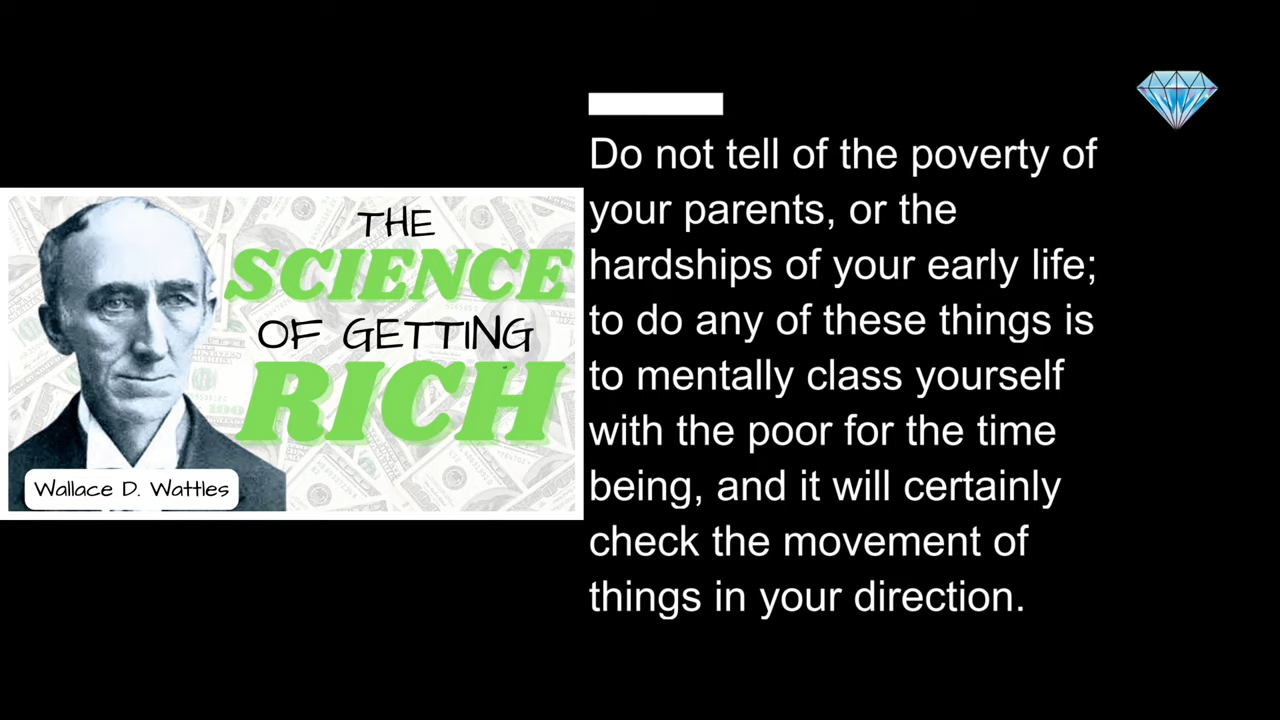 THE
SCIENCE
OF GETTING
RICH
Wallace D. Wattles
Do not tell of the poverty of
your parents, or the
hardships of your early life;
to do any of these things is
to mentally class yourself
with the poor for the time
being, and it will certainly
check the movement of
things in your direction.